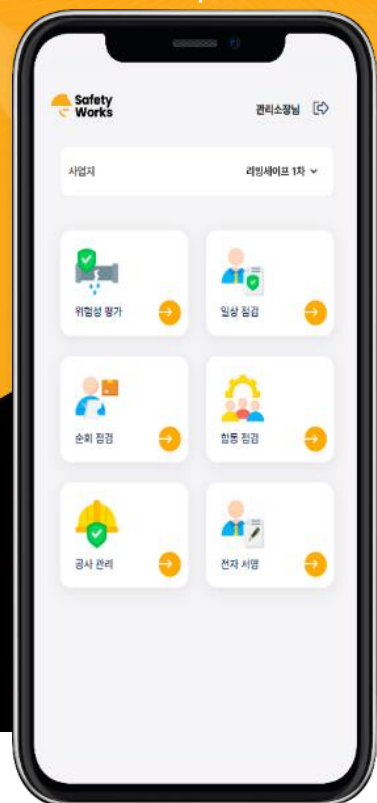 Safety
Works
관리소장님
사업지
리빙세이프 1차
위험성 평가
일상 점검
순회 점검
합동 점검
공사 관리
전자 서명